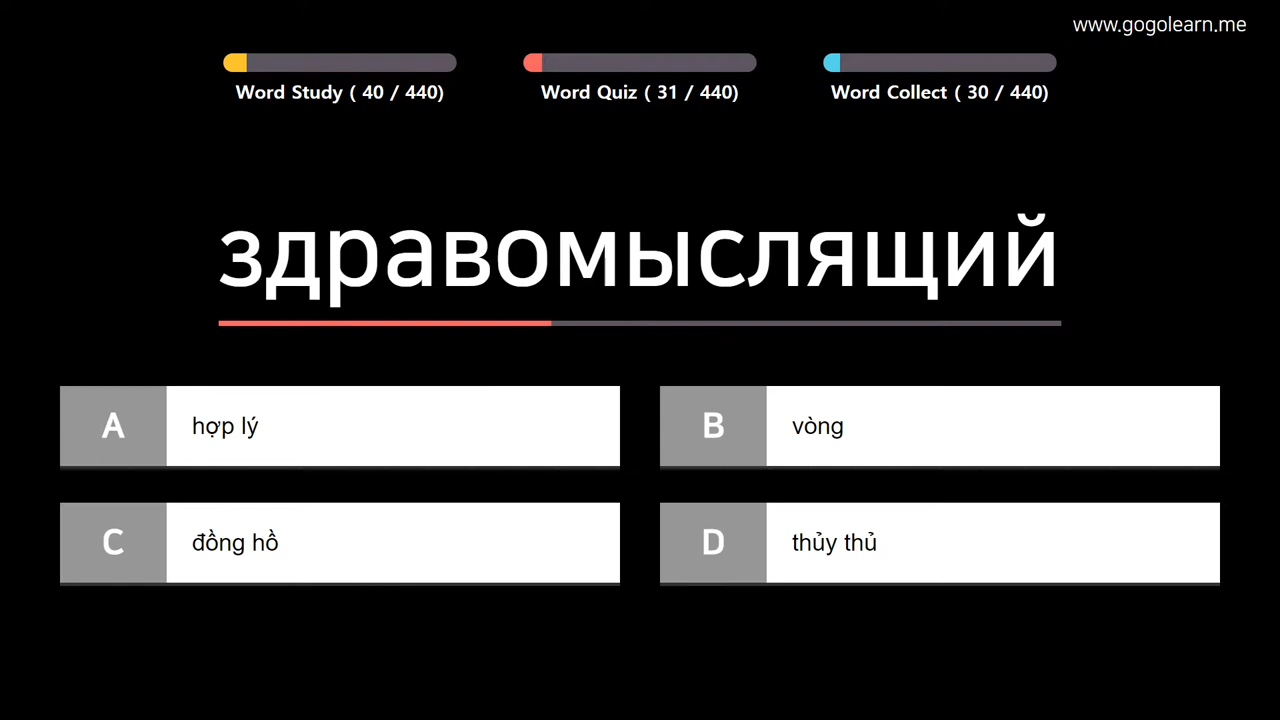 www.gogolearn.me
Word Study ( 40 / 440)
Word Quiz ( 31 / 440)
Word Collect ( 30 / 440)
здравомыслящий
A hợp lý
B vòng
C đồng hồ
D thủy thủ